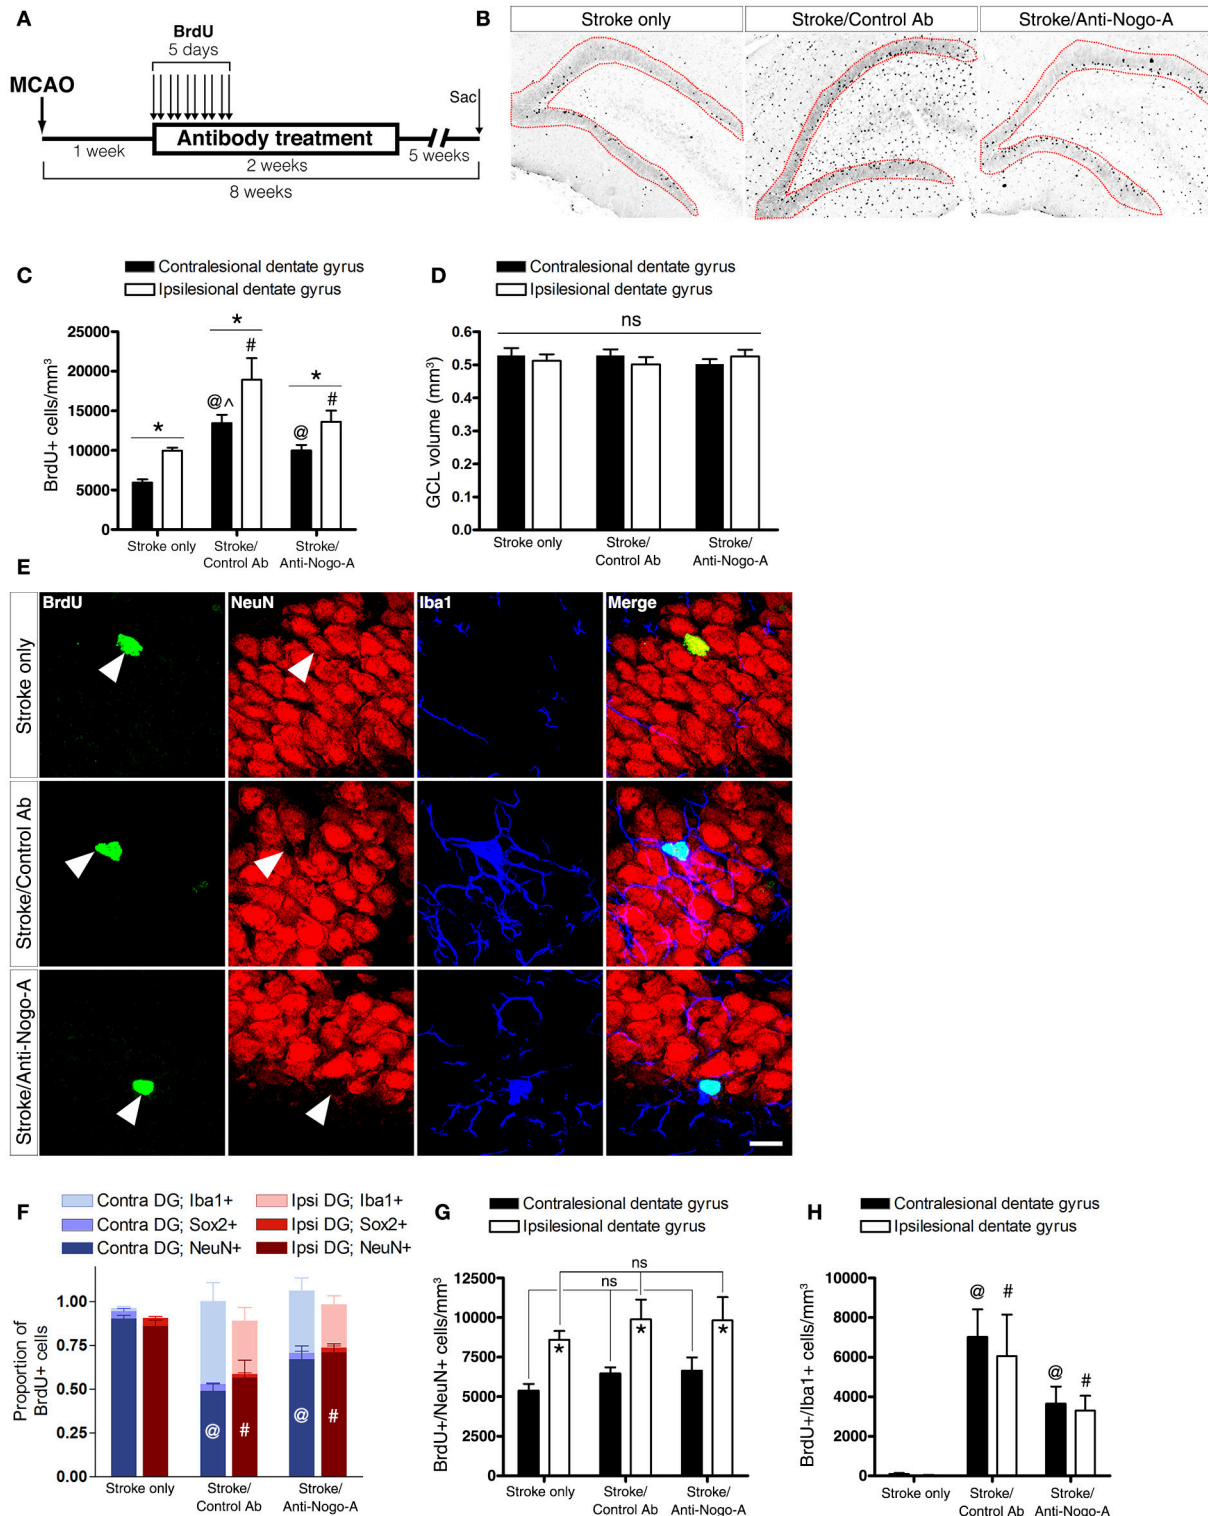 A
BrdU
5 days
MCAO
Antibody treatment
Sac
1 week
2 weeks
5 weeks
8 weeks
B
Stroke only
Stroke/Control Ab
Stroke/Anti-Nogo-A
C
Contralesional dentate gyrus
Ipsilesional dentate gyrus
BrdU+ cells/mm³
25000
20000
15000
10000
5000
0
*
@^
#
*
@
#
*
Stroke only
Stroke/
Control Ab
Stroke/
Anti-Nogo-A
D
Contralesional dentate gyrus
Ipsilesional dentate gyrus
GCL volume (mm³)
0.6
0.5
0.4
0.3
0.2
0.1
0.0
ns
Stroke only
Stroke/
Control Ab
Stroke/
Anti-Nogo-A
E
BrdU
NeuN
Iba1
Merge
Stroke only
Stroke/Control Ab
Stroke/Anti-Nogo-A
F
Contra DG; Iba1+
Contra DG; Sox2+
Contra DG; NeuN+
Ipsi DG; Iba1+
Ipsi DG; Sox2+
Ipsi DG; NeuN+
Proportion of
BrdU+ cells
1.00
0.75
0.50
0.25
0.00
@
#
@
#
Stroke only
Stroke/
Control Ab
Stroke/
Anti-Nogo-A
G
Contralesional dentate gyrus
Ipsilesional dentate gyrus
BrdU+/NeuN+ cells/mm³
12500
10000
7500
5000
2500
0
ns
ns
*
*
*
Stroke only
Stroke/
Control Ab
Stroke/
Anti-Nogo-A
H
Contralesional dentate gyrus
Ipsilesional dentate gyrus
BrdU+/Iba1+ cells/mm³
10000
8000
6000
4000
2000
0
@
#
@
#
Stroke only
Stroke/
Control Ab
Stroke/
Anti-Nogo-A